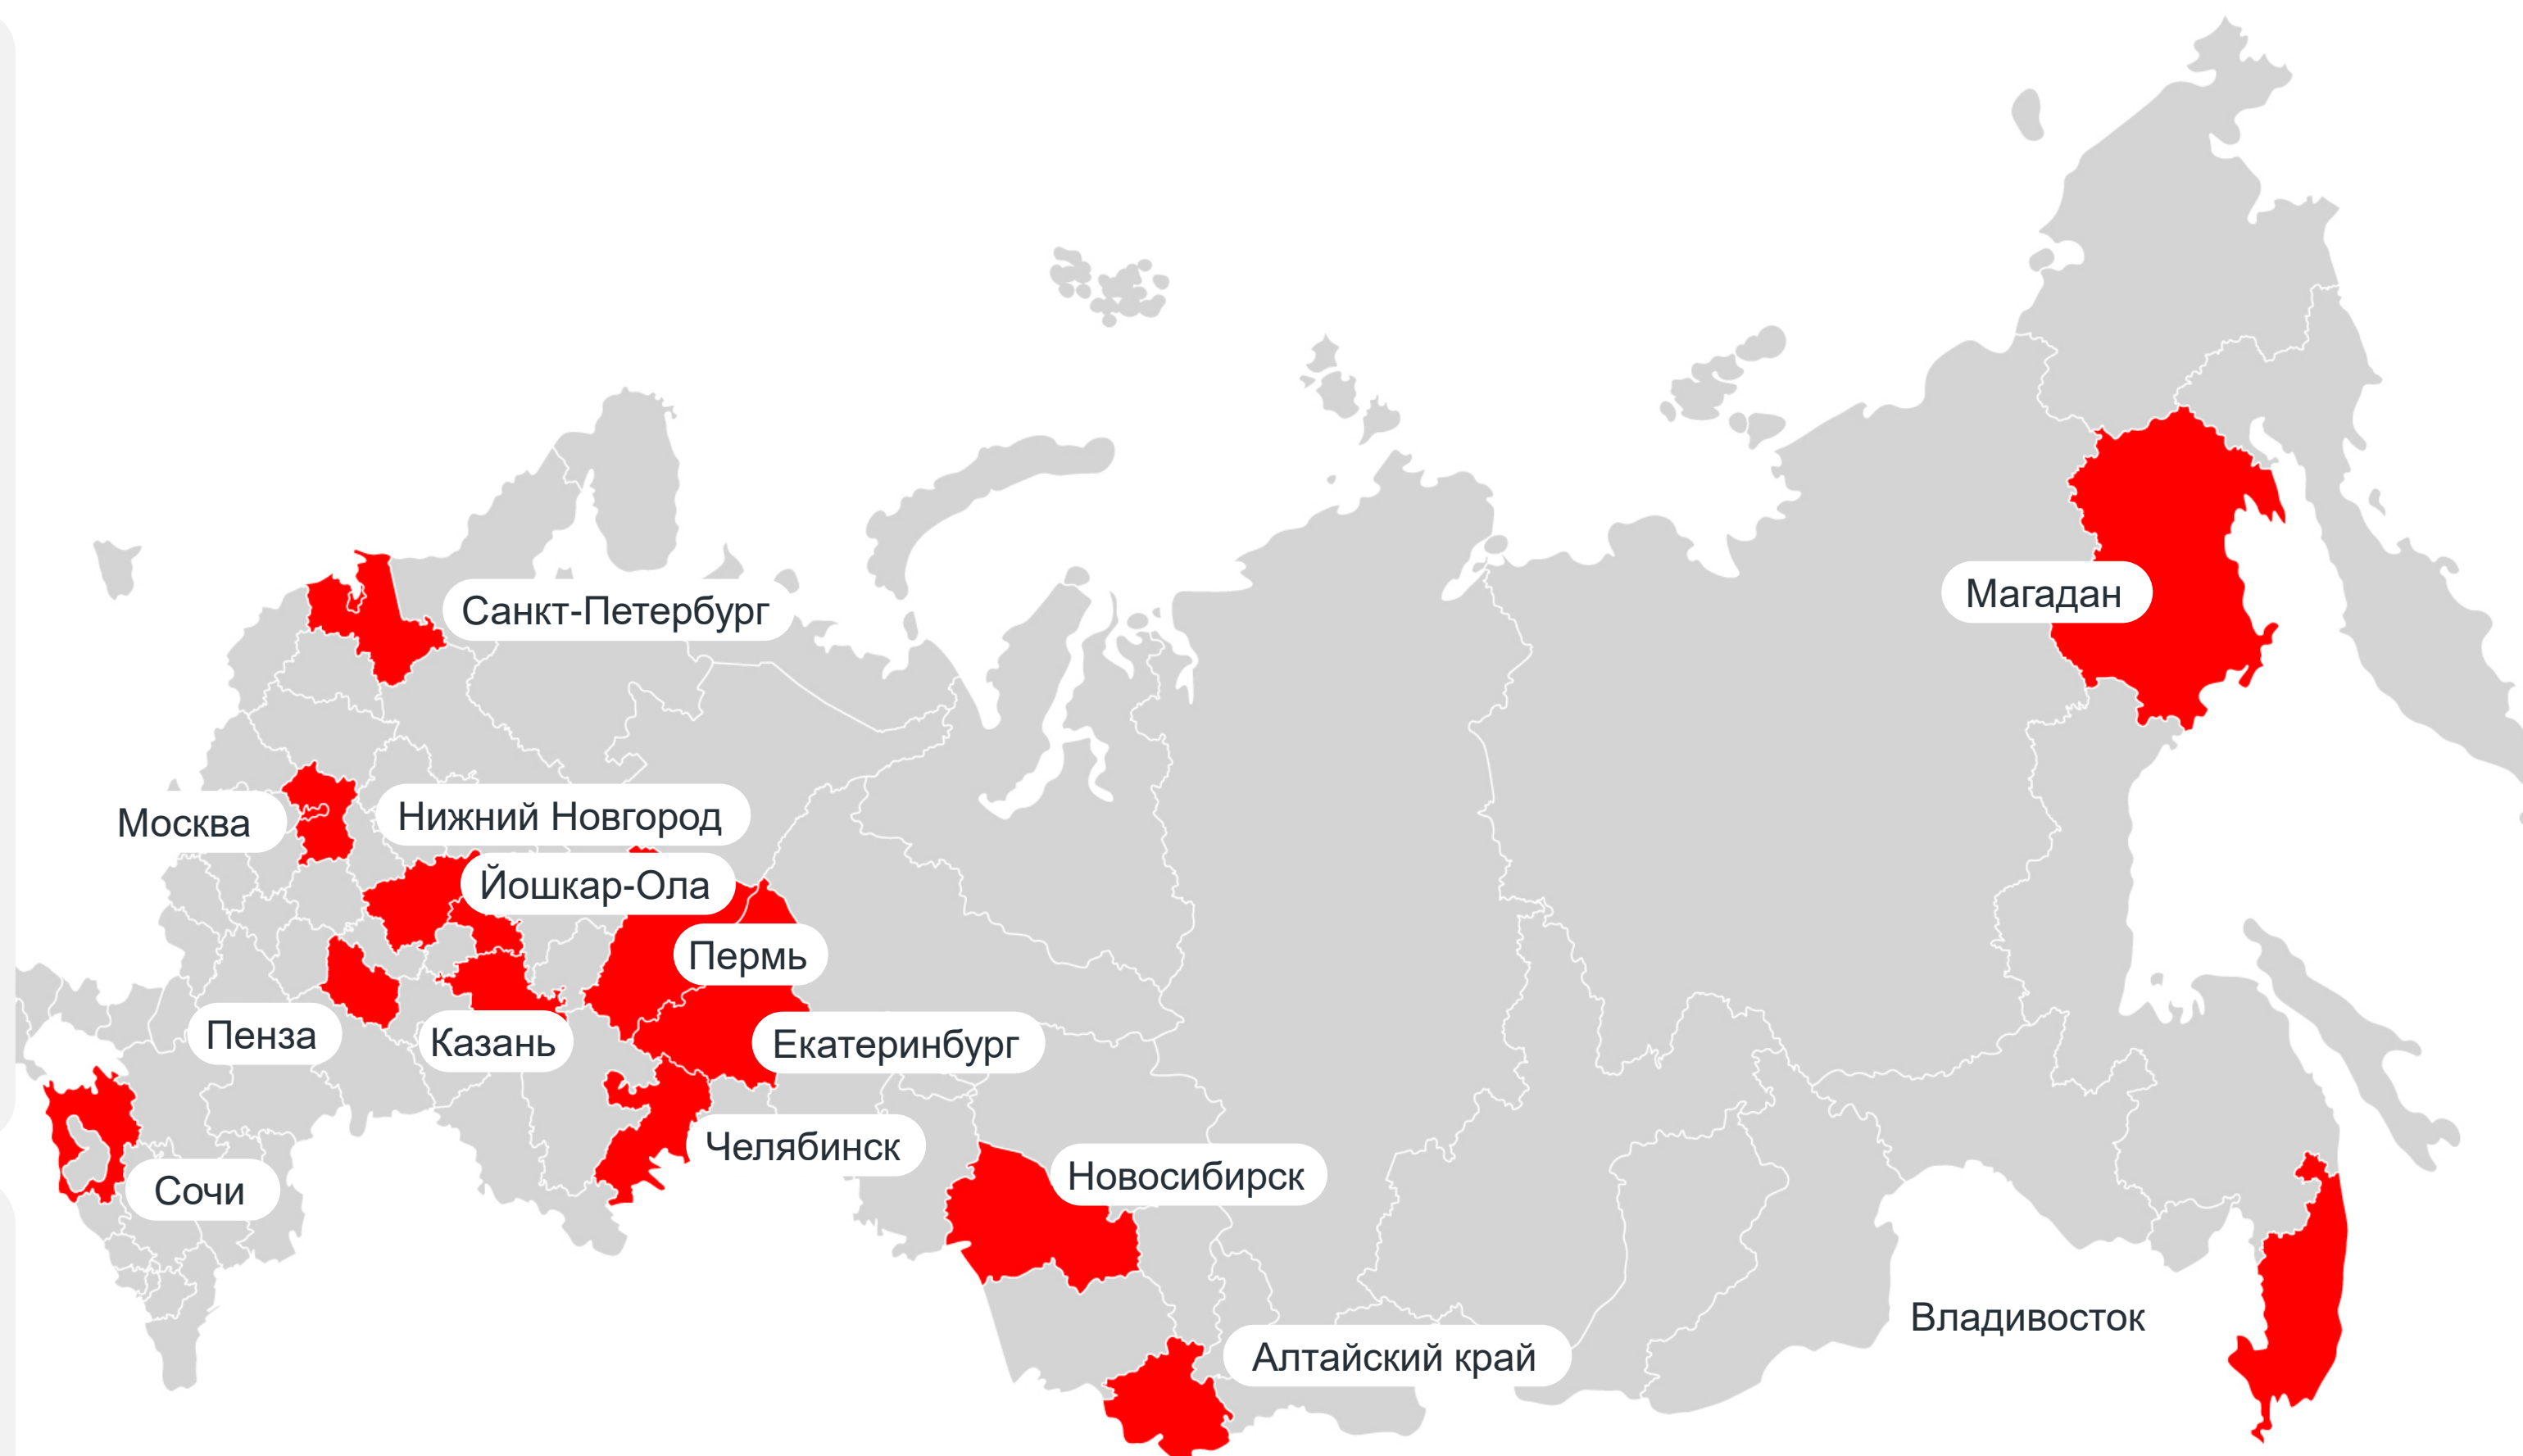 Магадан
Санкт-Петербург
Москва
Нижний Новгород
Йошкар-Ола
Пермь
Пенза
Казань
Екатеринбург
Челябинск
Сочи
Новосибирск
Владивосток
Алтайский край